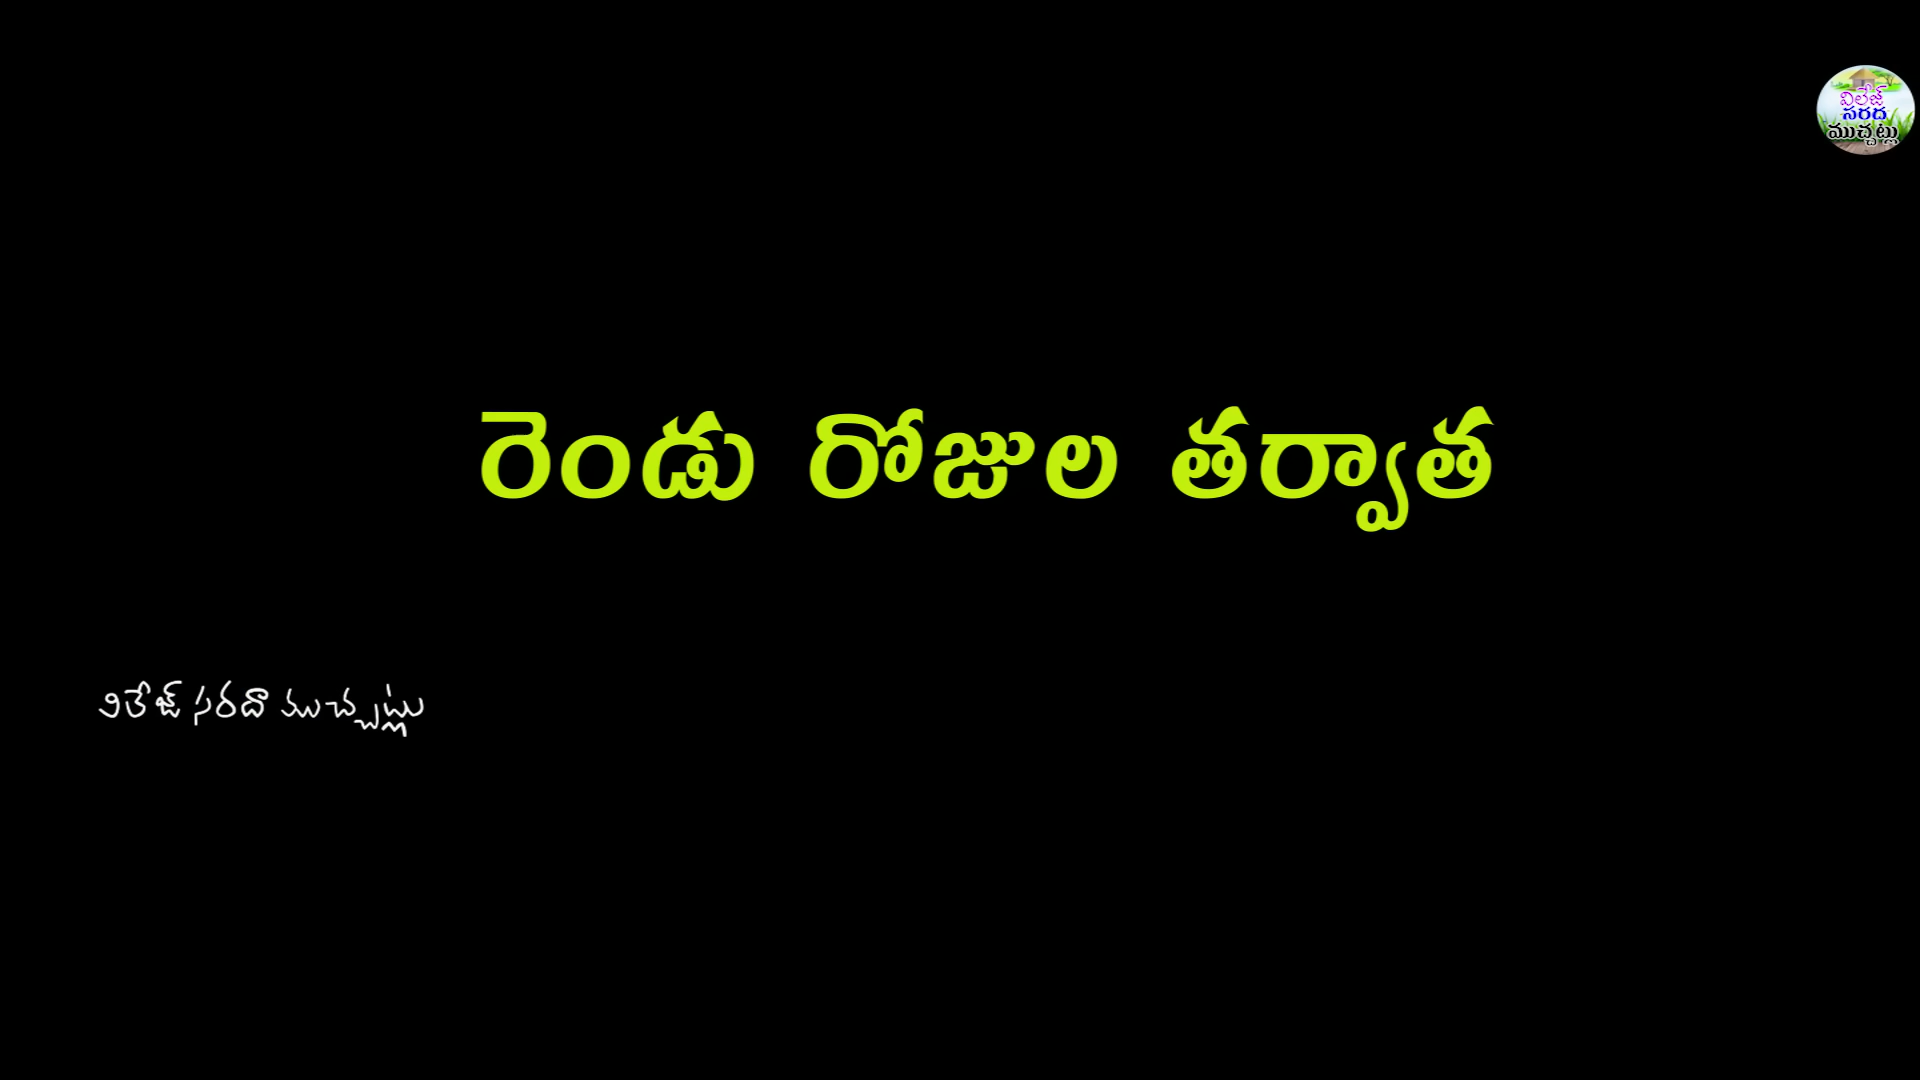 విలేజ్
సరద
ముచ్చట్లు
రెండు రోజుల తర్వాత
విలేజ్ సరదా ముచ్చట్లు